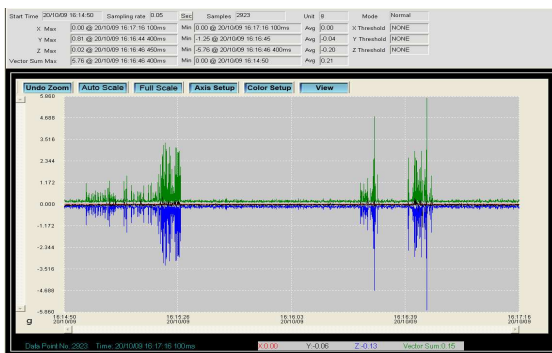 Start Time 20/10/09 16:14:50 Sampling rate 0.05 Sec Samples 2923 Unit 8 Mode Normal
X Max 0.00 @ 20/10/09 16:17:16 100ms Min 0.00 @ 20/10/09 16:17:16 100ms Avg 0.00 X Threshold NONE
Y Max 0.81 @ 20/10/09 16:16:44 400ms Min -1.25 @ 20/10/09 16:16:45 Avg -0.04 Y Threshold NONE
Z Max 0.02 @ 20/10/09 16:16:46 450ms Min -5.76 @ 20/10/09 16:16:46 400ms Avg -0.20 Z Threshold NONE
Vector Sum Max 5.76 @ 20/10/09 16:16:46 400ms Min 0.00 @ 20/10/09 16:14:50 Avg 0.21
Undo Zoom Auto Scale Full Scale Axis Setup Color Setup View
5.860
4.688
3.516
2.344
1.172
0.000
-1.172
-2.344
-3.516
-4.688
-5.860
g
16:14:50 16:15:26 16:16:03 16:16:39 16:17:16
20/10/09 20/10/09 20/10/09 20/10/09 20/10/09
Data Point No :2923 Time: 20/10/09 16:17:16 100ms X:0.00 Y:-0.06 Z:-0.13 Vector Sum:0.15